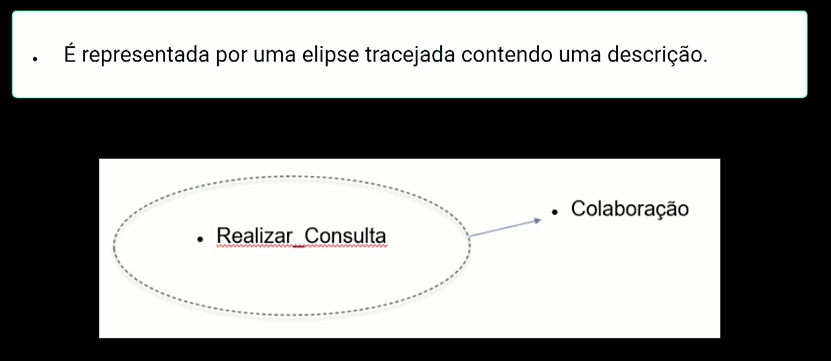 • É representada por uma elipse tracejada contendo uma descrição.
• Colaboração
• Realizar_Consulta